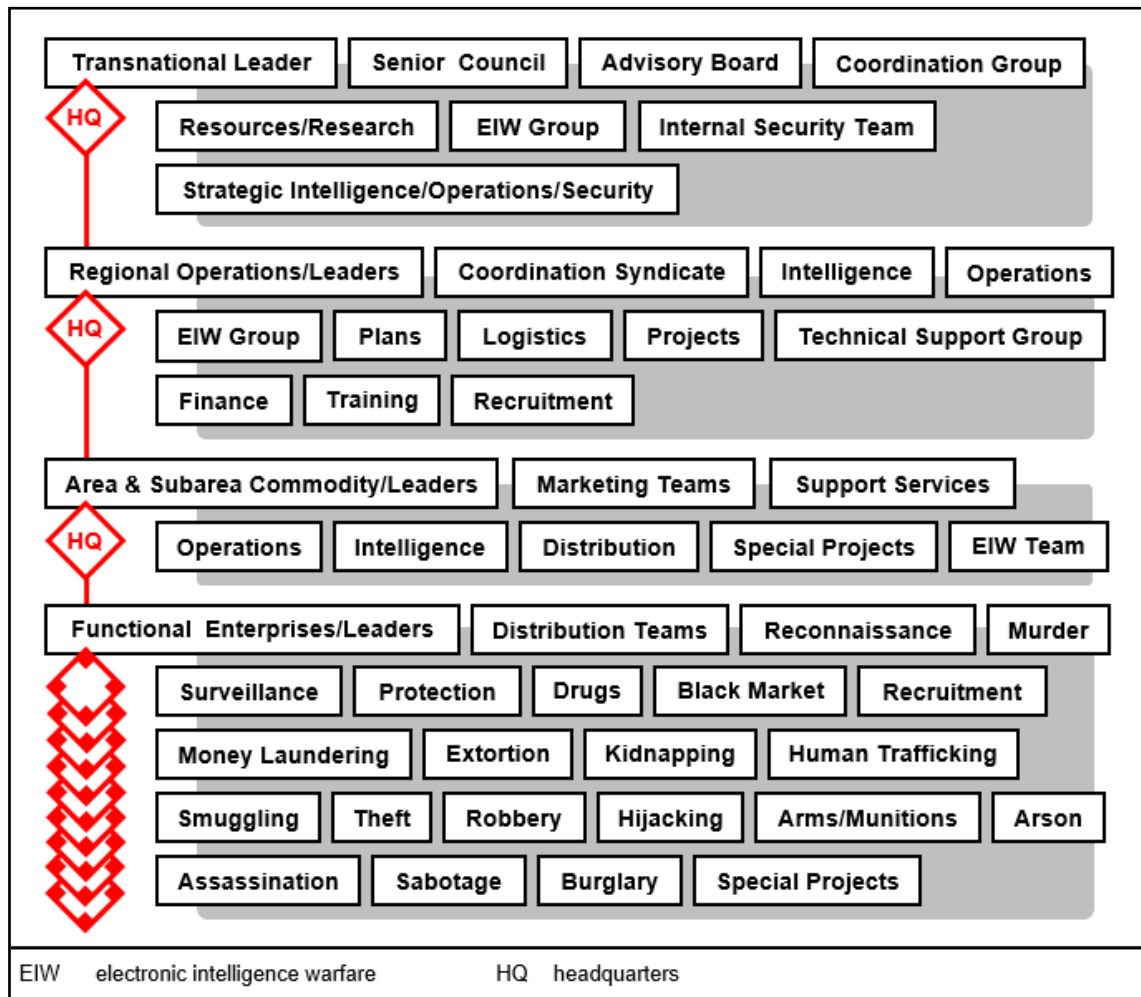 Transnational Leader Senior Council Advisory Board Coordination Group
HQ
Resources/Research EIW Group Internal Security Team
Strategic Intelligence/Operations/Security
Regional Operations/Leaders Coordination Syndicate Intelligence Operations
HQ
EIW Group Plans Logistics Projects Technical Support Group
Finance Training Recruitment
Area & Subarea Commodity/Leaders Marketing Teams Support Services
HQ
Operations Intelligence Distribution Special Projects EIW Team
Functional Enterprises/Leaders Distribution Teams Reconnaissance Murder
Surveillance Protection Drugs Black Market Recruitment
Money Laundering Extortion Kidnapping Human Trafficking
Smuggling Theft Robbery Hijacking Arms/Munitions Arson
Assassination Sabotage Burglary Special Projects
EIW electronic intelligence warfare HQ headquarters